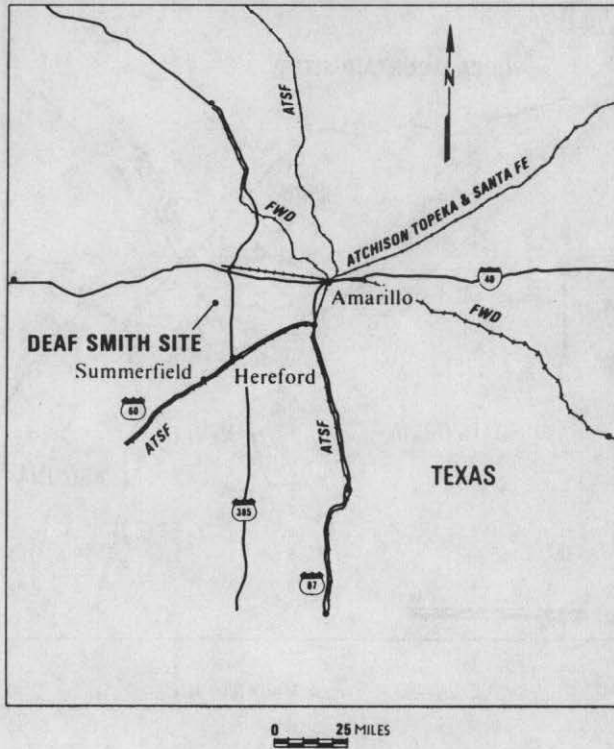 ATSF
N
FWD
ATCHISON TOPEKA & SANTA FE
40
Amarillo
FWD
DEAF SMITH SITE
Summerfield
Hereford
60
ATSF
ATSF
TEXAS
385
87
0 25 MILES